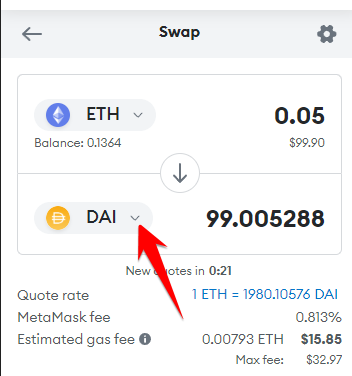 Swap
ETH 0.05
Balance: 0.1364 $99.90
DAI 99.005288
New quotes in 0:21
Quote rate 1 ETH = 1980.10576 DAI
MetaMask fee 0.813%
Estimated gas fee 0.00793 ETH $15.85
Max fee: $32.97